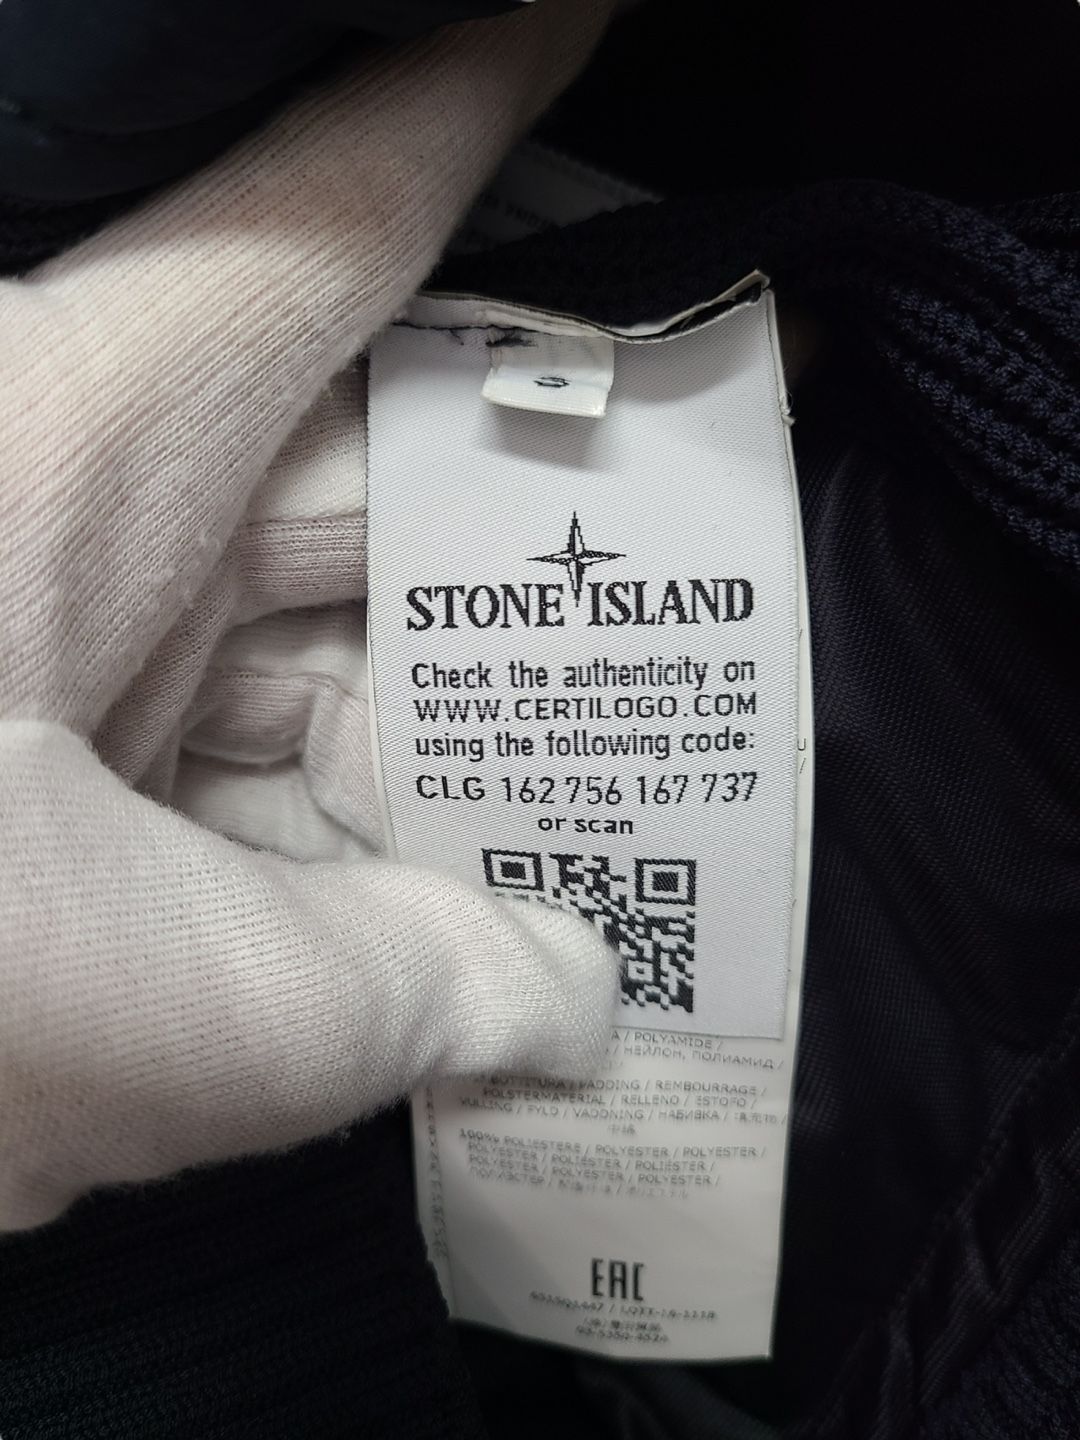 S
STONE ISLAND
Check the authenticity on
WWW.CERTILOGO.COM
using the following code:
CLG 162 756 167 737
or scan
/ POLYAMIDE /
/ НЕЙЛОН, ПОЛИАМИД /
/ PADDING / REMBOURRAGE /
POLSTERMATERIAL / RELLENO / ESTOFO /
VULLING / FYLD / VADDNING / НАБИВКА /
100% POLIESTERE / POLYESTER / POLYESTER /
POLYESTER / POLIÉSTER / POLIÉSTER /
POLYESTER / POLYESTER / POLYESTER /
EAC